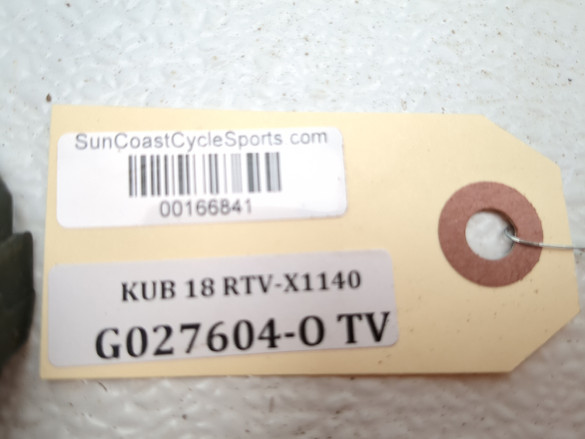 SunCoastCycleSports.com
00166841
KUB 18 RTV-X1140
G027604-O TV